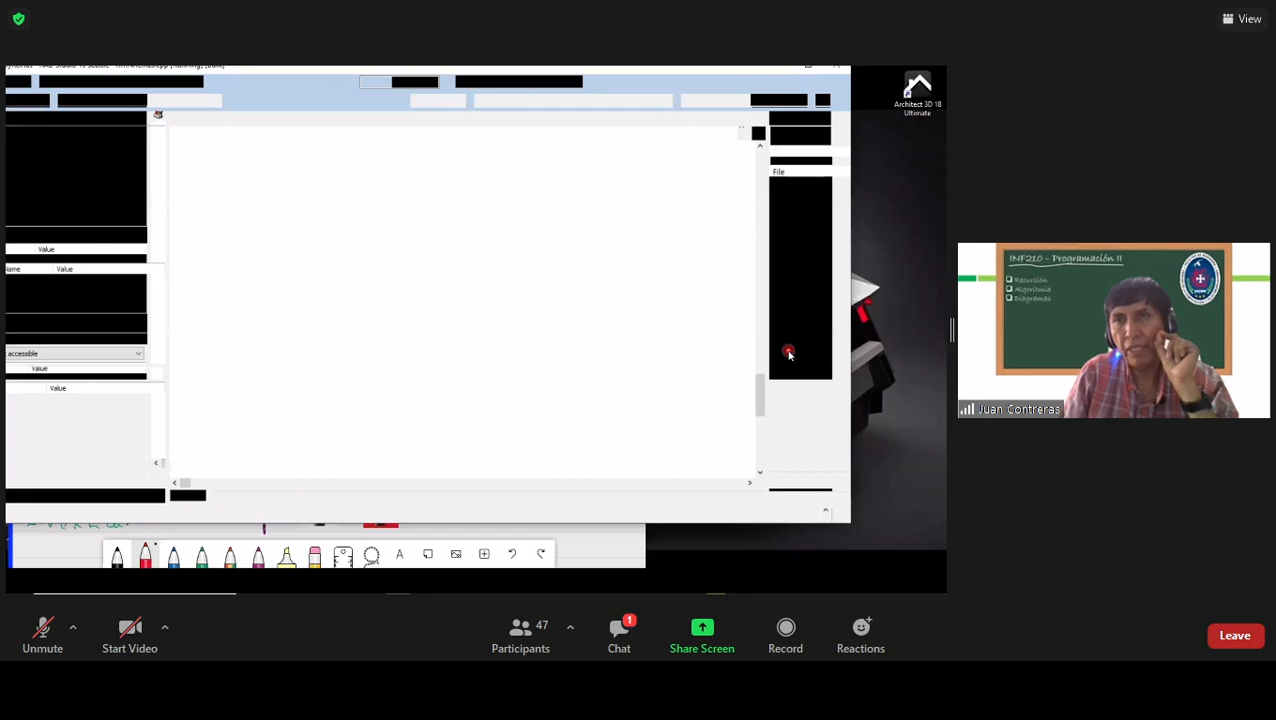 View
Architect 3D 18
Ultimate
File
Value
Name Value
accessible
Value
Value
INF210 - Programación II
Recursión
Algoritmia
Diagramas
Juan Contreras
A
Unmute
Start Video
47
Participants
1
Chat
Share Screen
Record
Reactions
Leave